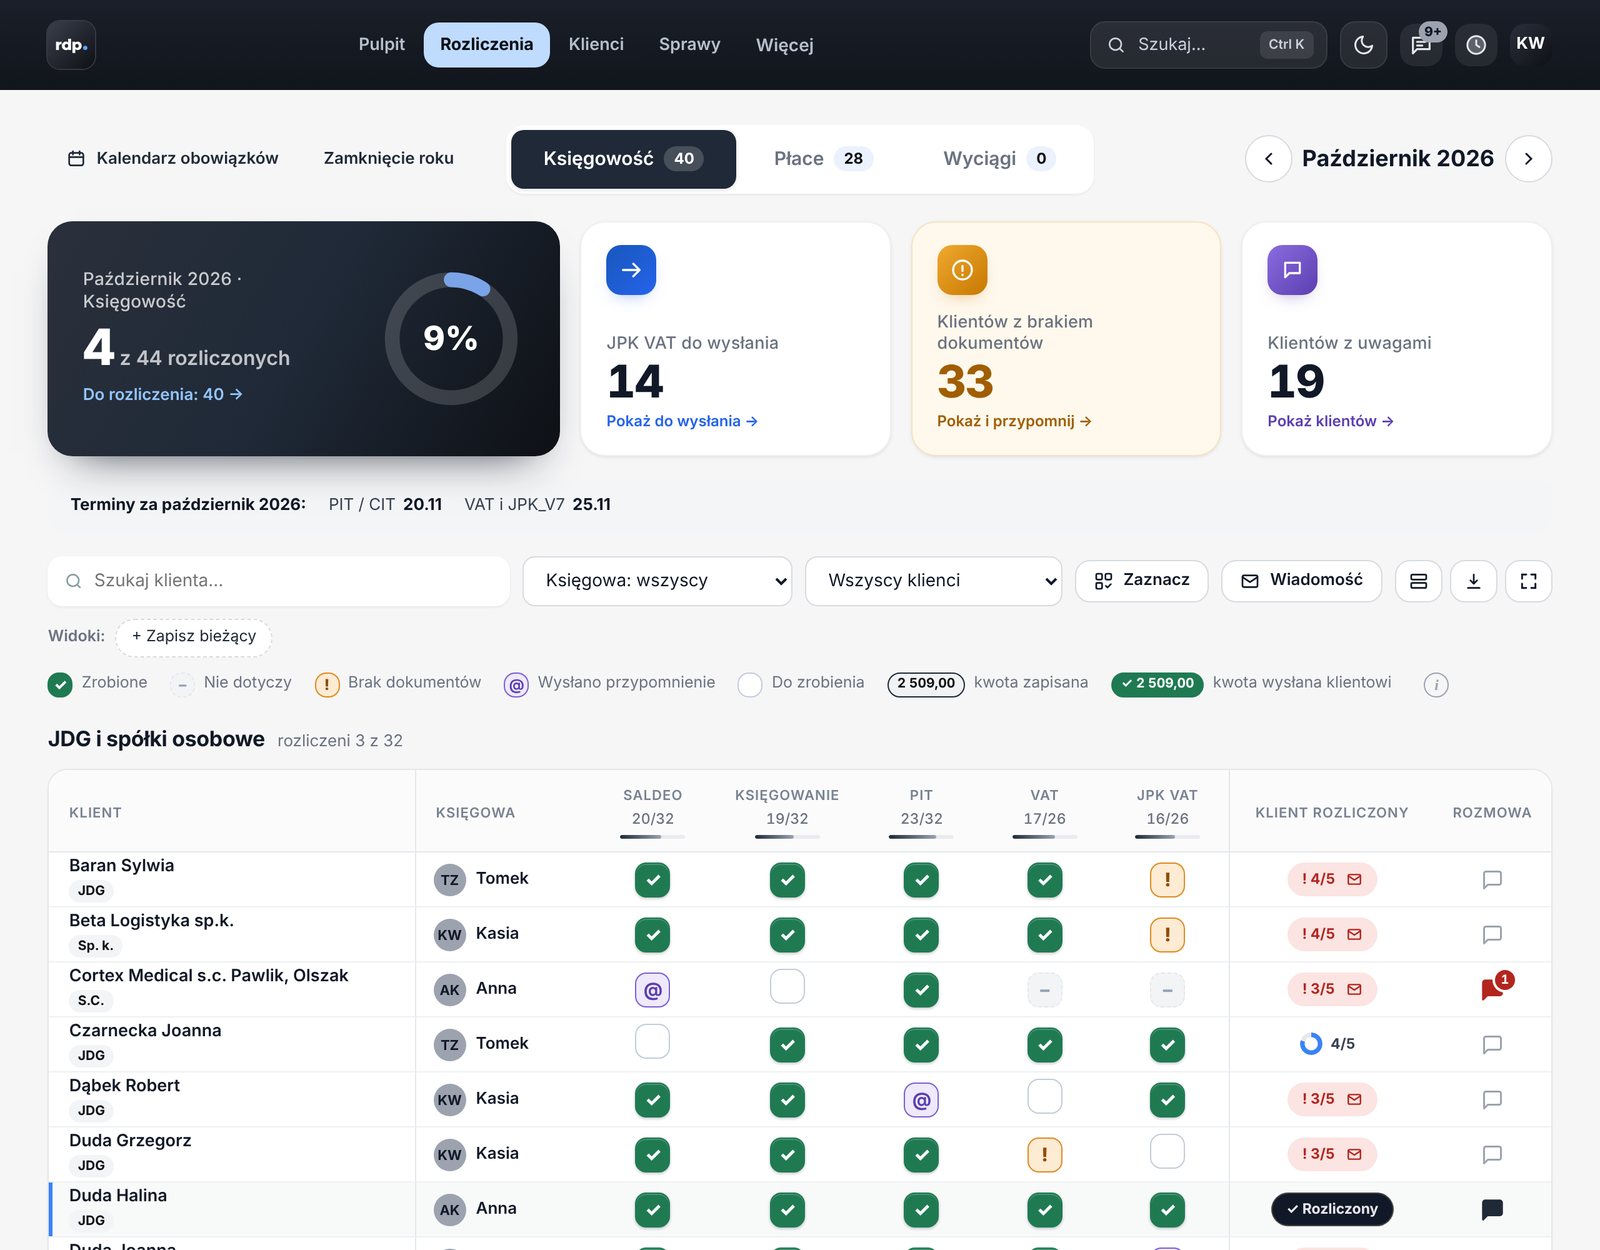 rdp.
Pulpit
Rozliczenia
Klienci
Sprawy
Więcej
Szukaj...
Ctrl K
9+
KW
Kalendarz obowiązków
Zamknięcie roku
Księgowość 40
Płace 28
Wyciągi 0
Październik 2026
Październik 2026 ·
Księgowość
4 z 44 rozliczonych
Do rozliczenia: 40 →
9%
JPK VAT do wysłania
14
Pokaż do wysłania →
Klientów z brakiem
dokumentów
33
Pokaż i przypomnij →
Klientów z uwagami
19
Pokaż klientów →
Terminy za październik 2026: PIT / CIT 20.11 VAT i JPK_V7 25.11
Szukaj klienta...
Księgowa: wszyscy
Wszyscy klienci
Zaznacz
Wiadomość
Widoki: + Zapisz bieżący
✓ Zrobione – Nie dotyczy ! Brak dokumentów @ Wysłano przypomnienie Do zrobienia 2 509,00 kwota zapisana ✓ 2 509,00 kwota wysłana klientowi i
JDG i spółki osobowe rozliczeni 3 z 32
KLIENT KSIĘGOWA SALDEO 20/32 KSIĘGOWANIE 19/32 PIT 23/32 VAT 17/26 JPK VAT 16/26 KLIENT ROZLICZONY ROZMOWA
Baran Sylwia
JDG
TZ Tomek ✓ ✓ ✓ ✓ ! ! 4/5
Beta Logistyka sp.k.
Sp. k.
KW Kasia ✓ ✓ ✓ ✓ ! ! 4/5
Cortex Medical s.c. Pawlik, Olszak
S.C.
AK Anna @ ✓ – – ! 3/5 1
Czarnecka Joanna
JDG
TZ Tomek ✓ ✓ ✓ ✓ 4/5
Dąbek Robert
JDG
KW Kasia ✓ ✓ @ ✓ ! 3/5
Duda Grzegorz
JDG
KW Kasia ✓ ✓ ✓ ! ! 3/5
Duda Halina
JDG
AK Anna ✓ ✓ ✓ ✓ ✓ ✓ Rozliczony
Duda Joanna